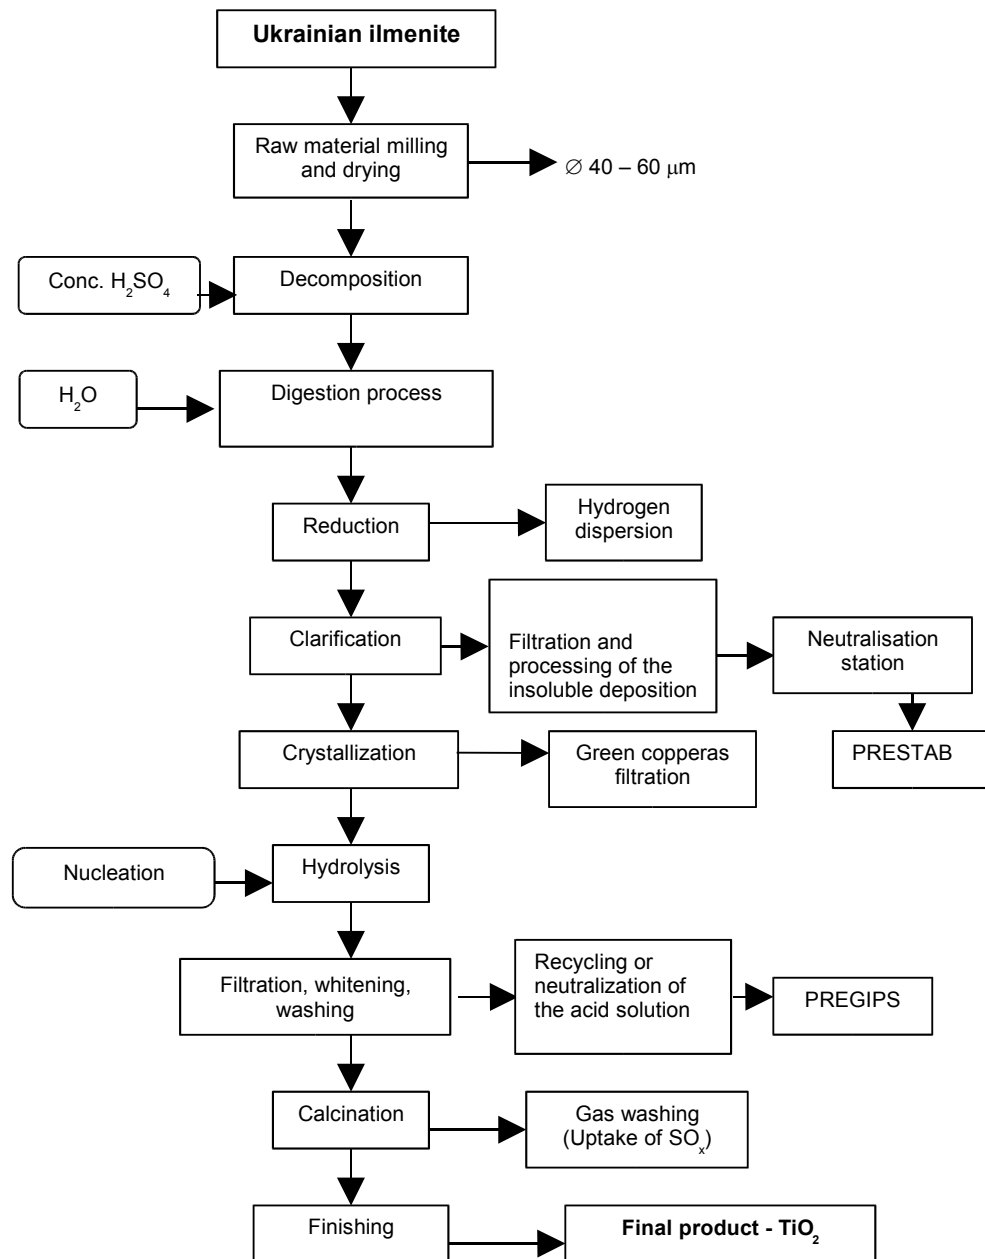 Ukrainian ilmenite
Raw material milling
and drying
∅ 40 – 60 μm
Conc. H₂SO₄
Decomposition
H₂O
Digestion process
Reduction
Hydrogen
dispersion
Clarification
Filtration and
processing of the
insoluble deposition
Neutralisation
station
Crystallization
Green copperas
filtration
PRESTAB
Nucleation
Hydrolysis
Filtration, whitening,
washing
Recycling or
neutralization of
the acid solution
PREGIPS
Calcination
Gas washing
(Uptake of SOₓ)
Finishing
Final product - TiO₂